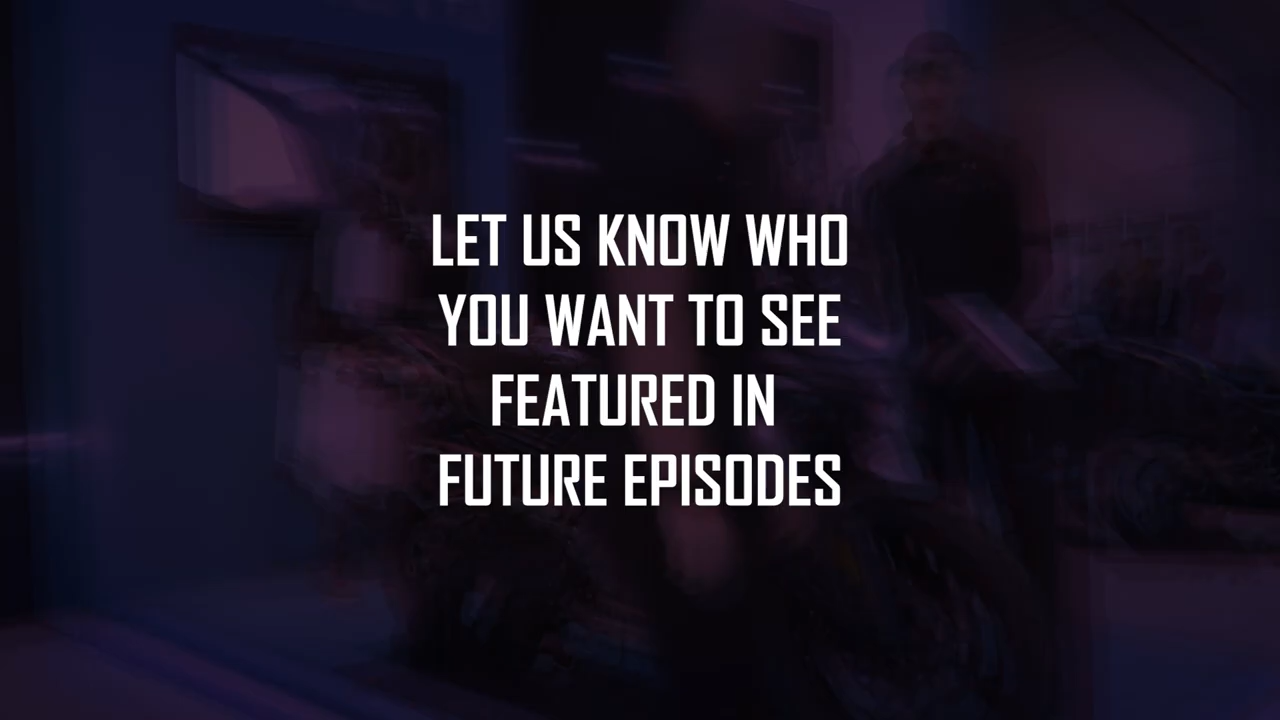 LET US KNOW WHO
YOU WANT TO SEE
FEATURED IN
FUTURE EPISODES